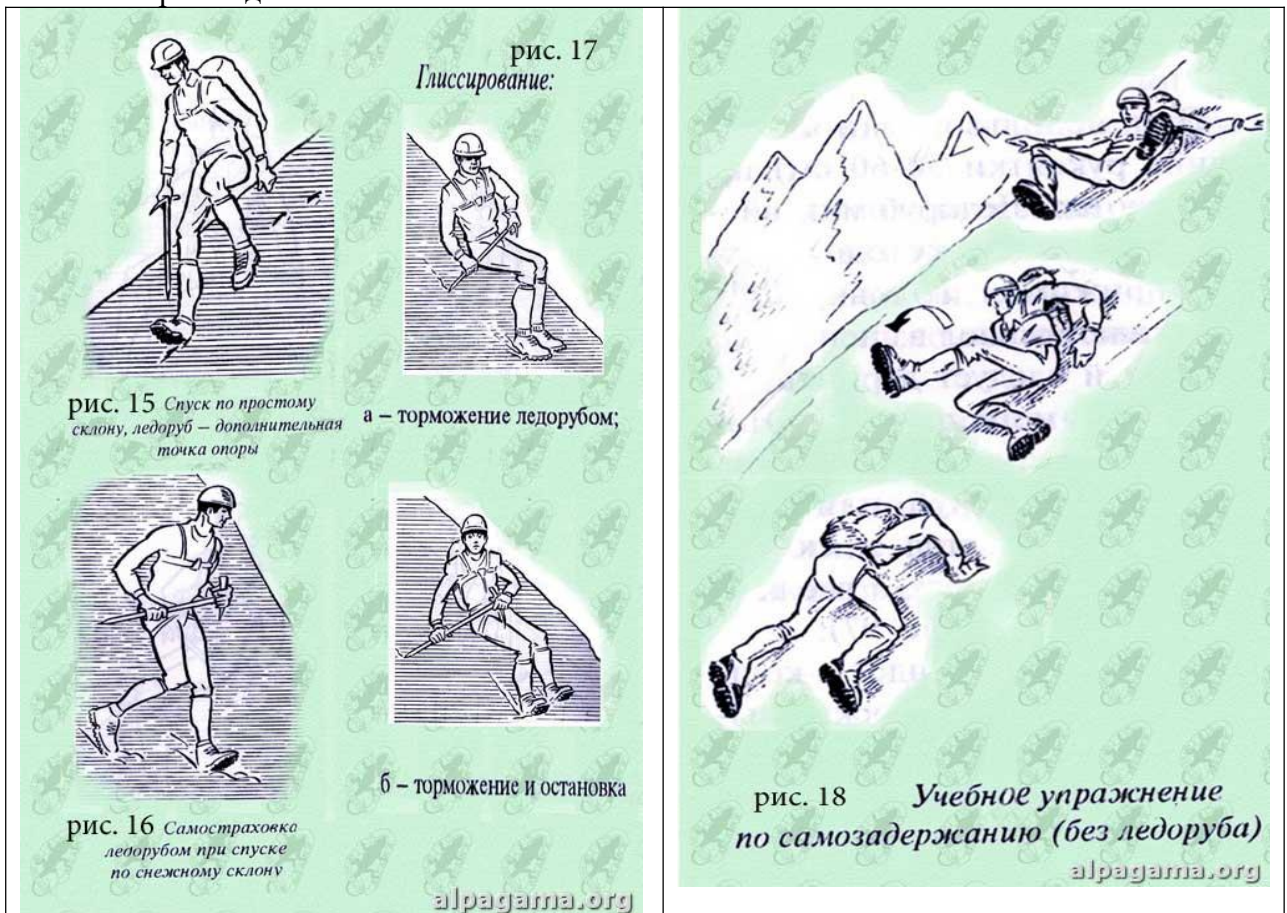 рис. 17
Глиссирование:
рис. 15 Спуск по простому
склону, ледоруб – дополнительная
точка опоры
а – торможение ледорубом;
рис. 16 Самостраховка
ледорубом при спуске
по снежному склону
б – торможение и остановка
alpagama.org
рис. 18 Учебное упражнение
по самозадержанию (без ледоруба)
alpagama.org